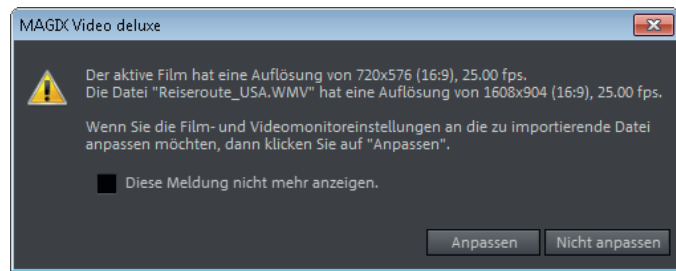 MAGIX Video deluxe
Der aktive Film hat eine Auflösung von 720x576 (16:9), 25.00 fps.
Die Datei "Reiseroute_USA.WMV" hat eine Auflösung von 1608x904 (16:9), 25.00 fps.
Wenn Sie die Film- und Videomonitoreinstellungen an die zu importierende Datei
anpassen möchten, dann klicken Sie auf "Anpassen".
Diese Meldung nicht mehr anzeigen.
Anpassen
Nicht anpassen